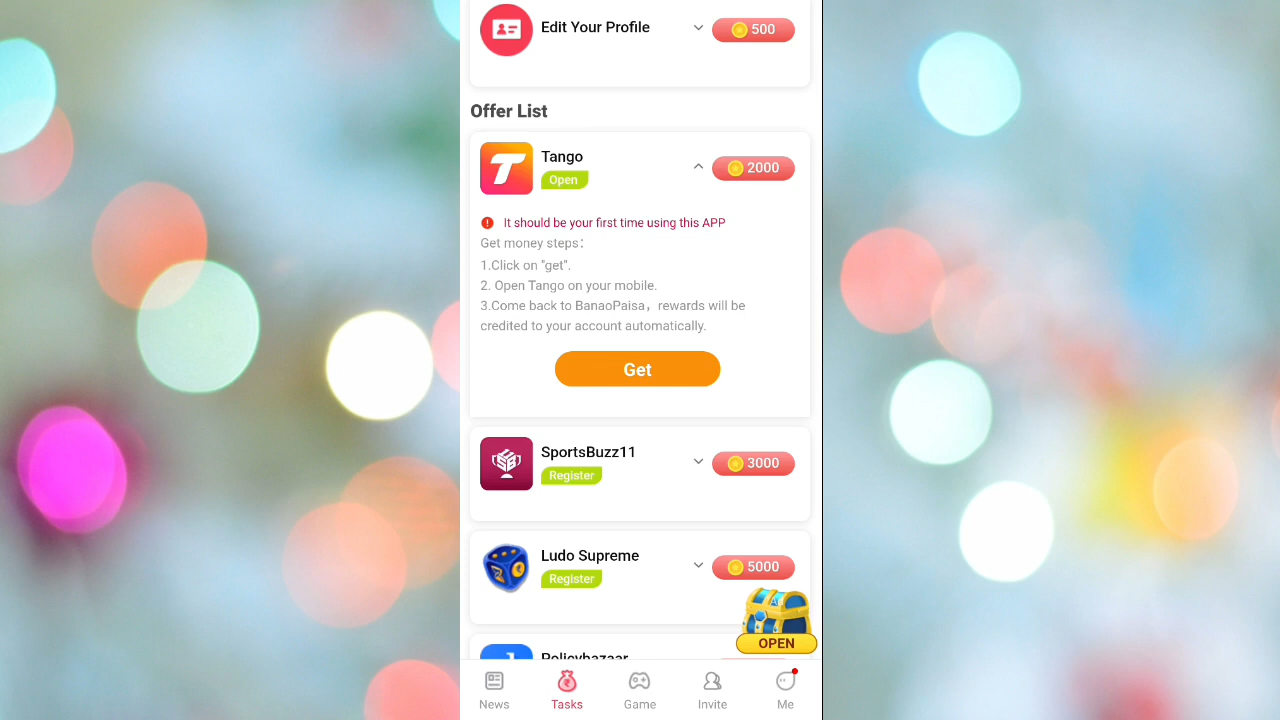 Edit Your Profile
500
Offer List
Tango
Open
2000
It should be your first time using this APP
Get money steps:
1.Click on "get".
2. Open Tango on your mobile.
3.Come back to BanaoPaisa，rewards will be
credited to your account automatically.
Get
SportsBuzz11
Register
3000
Ludo Supreme
Register
5000
OPEN
Policybazaar
News
Tasks
Game
Invite
Me